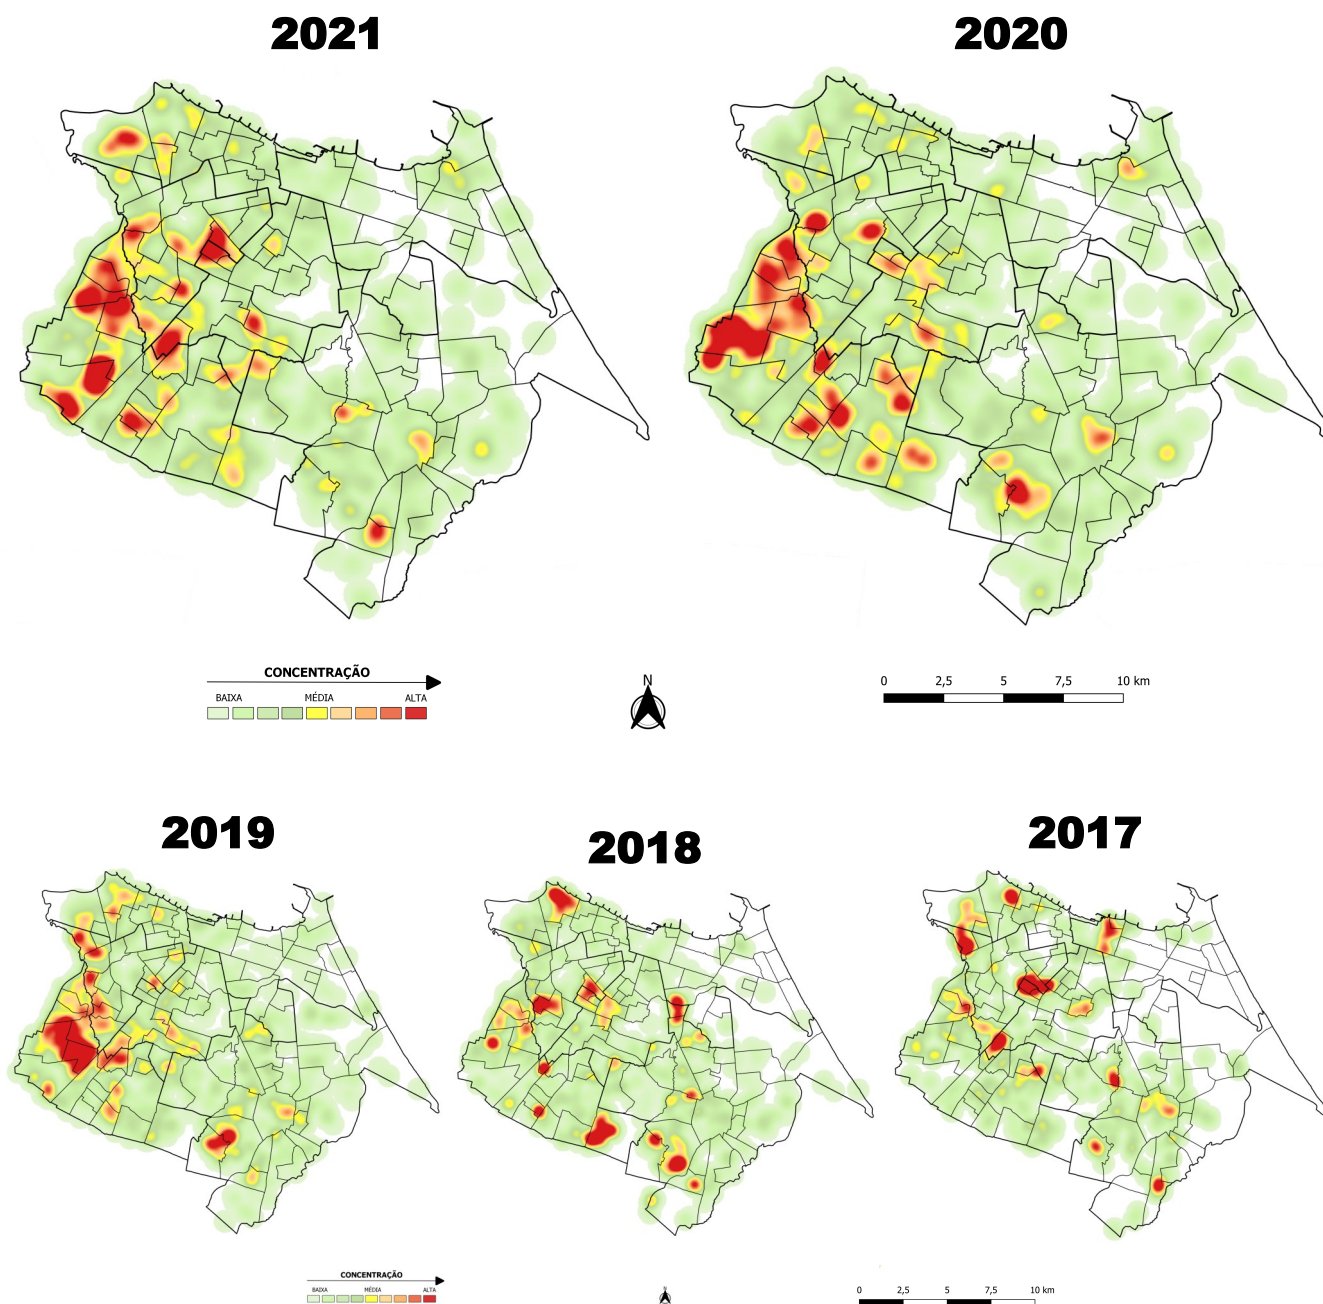 2021 2020
CONCENTRAÇÃO
BAIXA MÉDIA ALTA
N
0 2,5 5 7,5 10 km
2019 2018 2017
CONCENTRAÇÃO
BAIXA MÉDIA ALTA
N
0 2,5 5 7,5 10 km